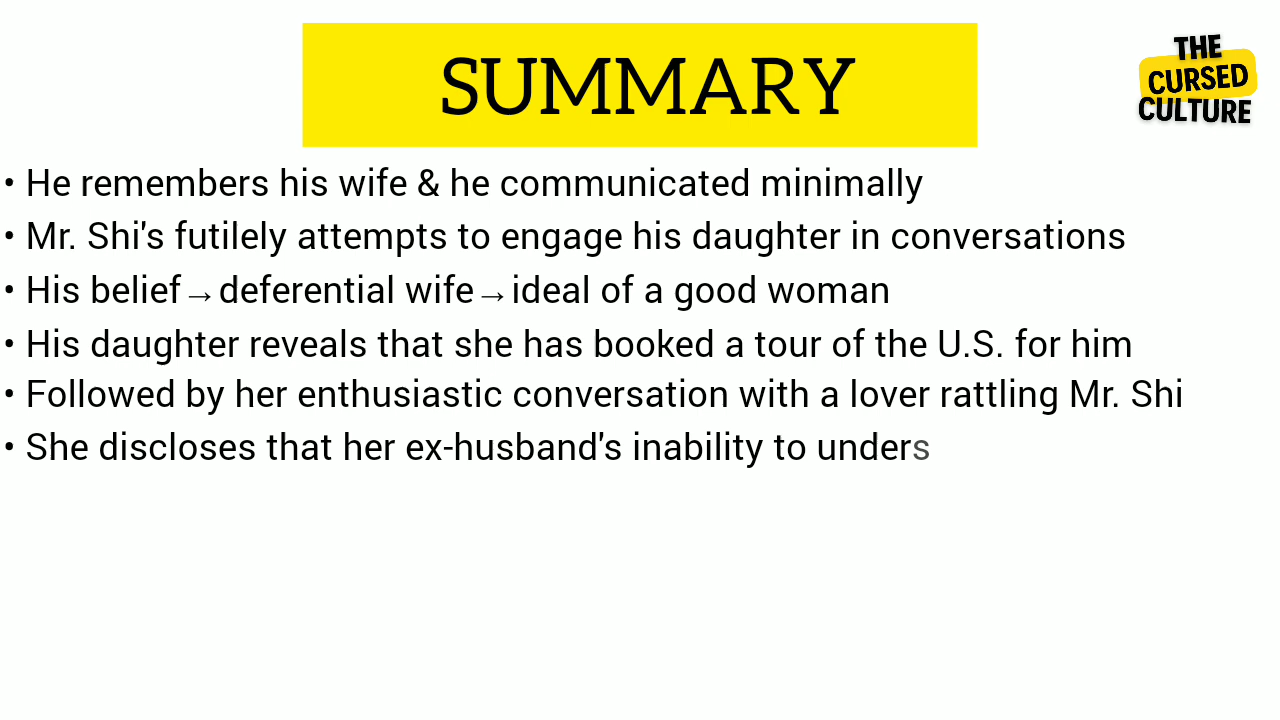 SUMMARY
THE
CURSED
CULTURE
• He remembers his wife & he communicated minimally
• Mr. Shi's futilely attempts to engage his daughter in conversations
• His belief→deferential wife→ideal of a good woman
• His daughter reveals that she has booked a tour of the U.S. for him
• Followed by her enthusiastic conversation with a lover rattling Mr. Shi
• She discloses that her ex-husband's inability to unders